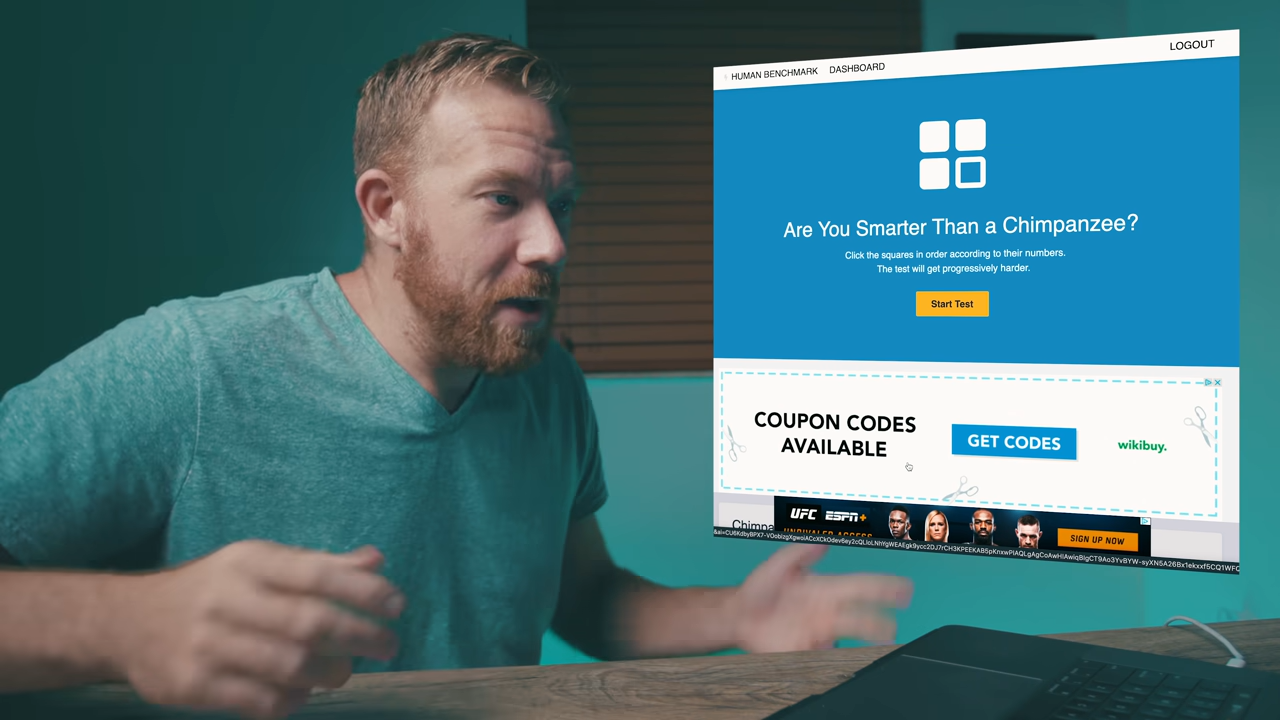 HUMAN BENCHMARK DASHBOARD LOGOUT
Are You Smarter Than a Chimpanzee?
Click the squares in order according to their numbers.
The test will get progressively harder.
Start Test
COUPON CODES
AVAILABLE
GET CODES
wikibuy.
UFC ESPN+
SIGN UP NOW
Chimpa